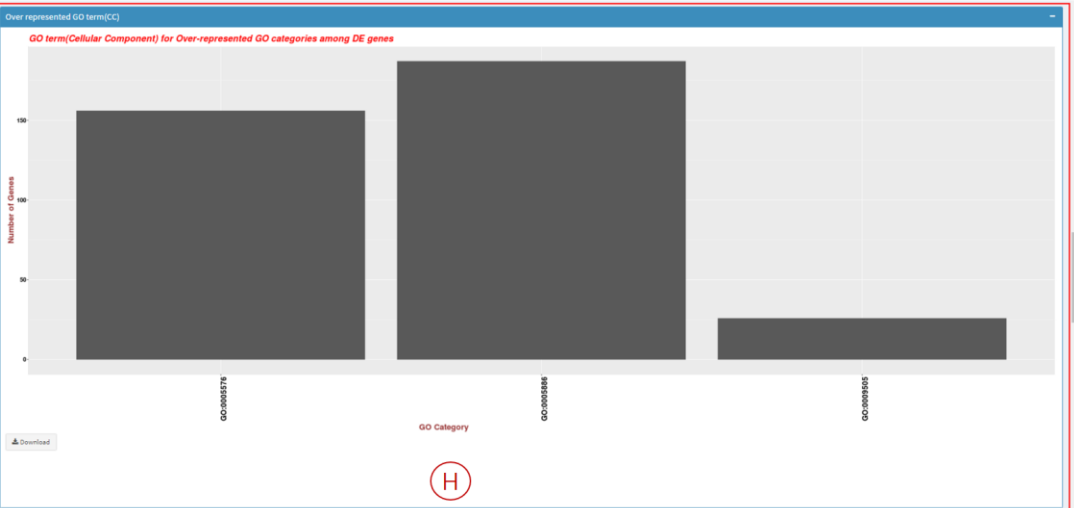 Over represented GO term(CC)
GO term(Cellular Component) for Over-represented GO categories among DE genes
Number of Genes
150
100
50
0
GO:0005576
GO:0005886
GO:0009505
GO Category
Download
H